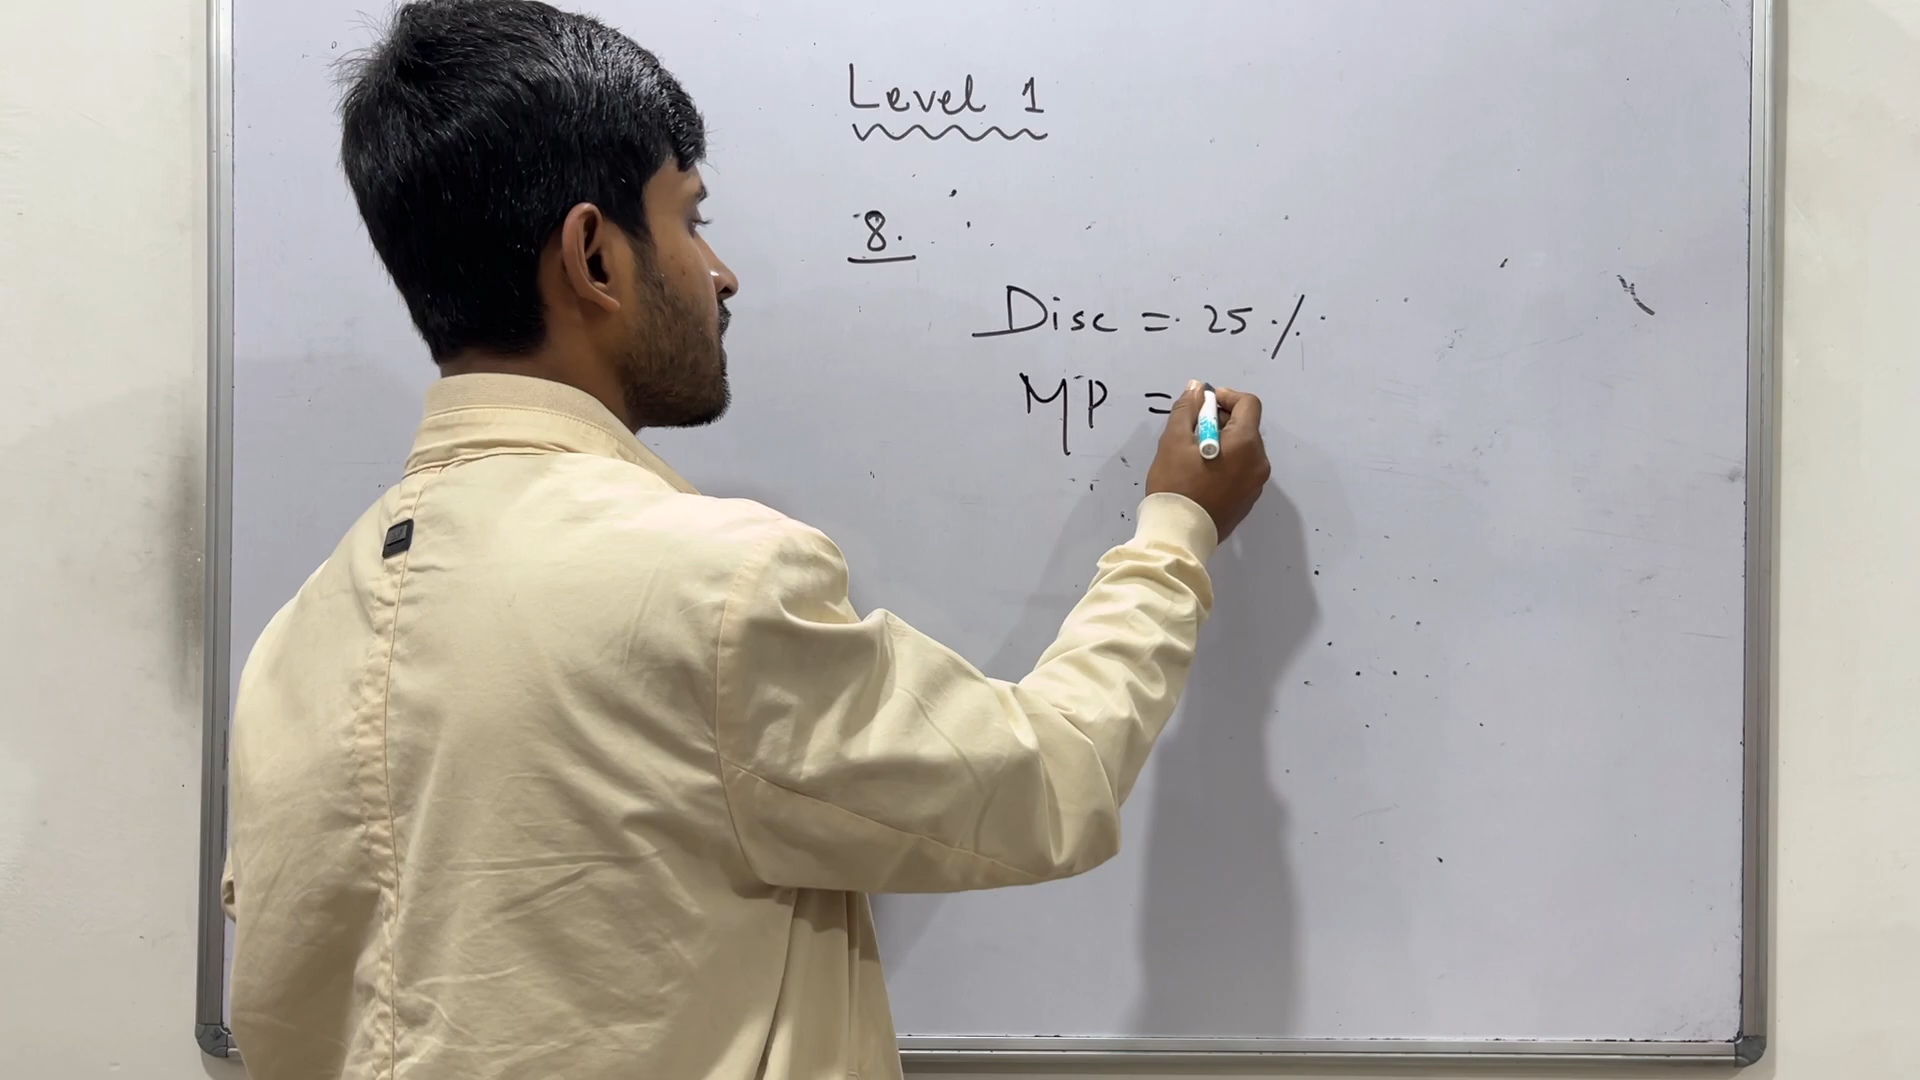 Level 1
8.
Disc = 25 %
MP =